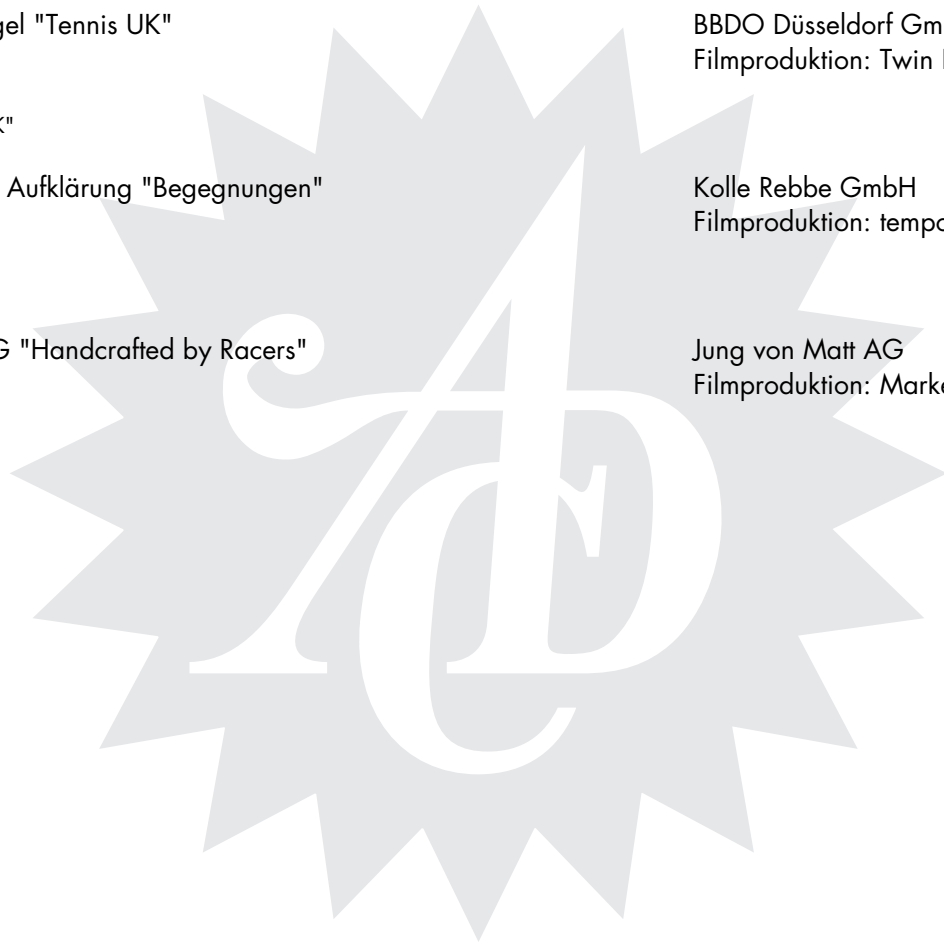 "Tennis UK"
BBDO Düsseldorf
Filmproduktion: Twin
Aufklärung "Begegnungen"
Kolle Rebbe GmbH
Filmproduktion:
"Handcrafted by Racers"
Jung von Matt AG
Filmproduktion:
ADC